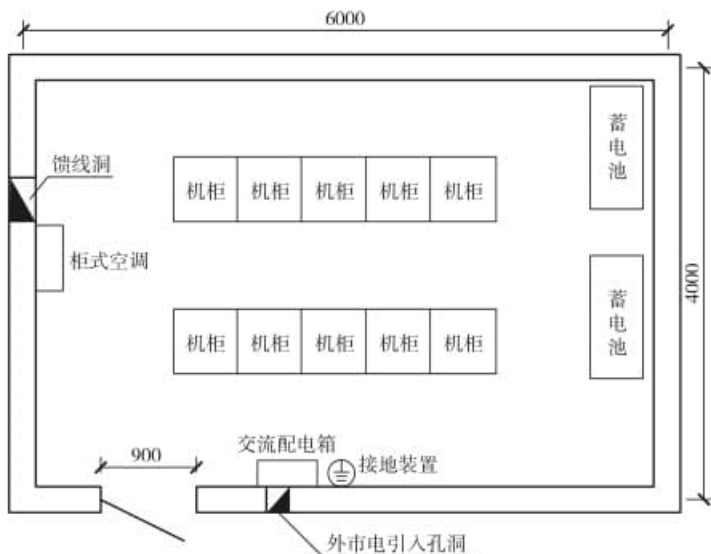 6000
馈线洞
机柜 机柜 机柜 机柜 机柜
蓄电池
柜式空调
4000
机柜 机柜 机柜 机柜 机柜
蓄电池
900
交流配电箱
接地装置
外市电引入孔洞